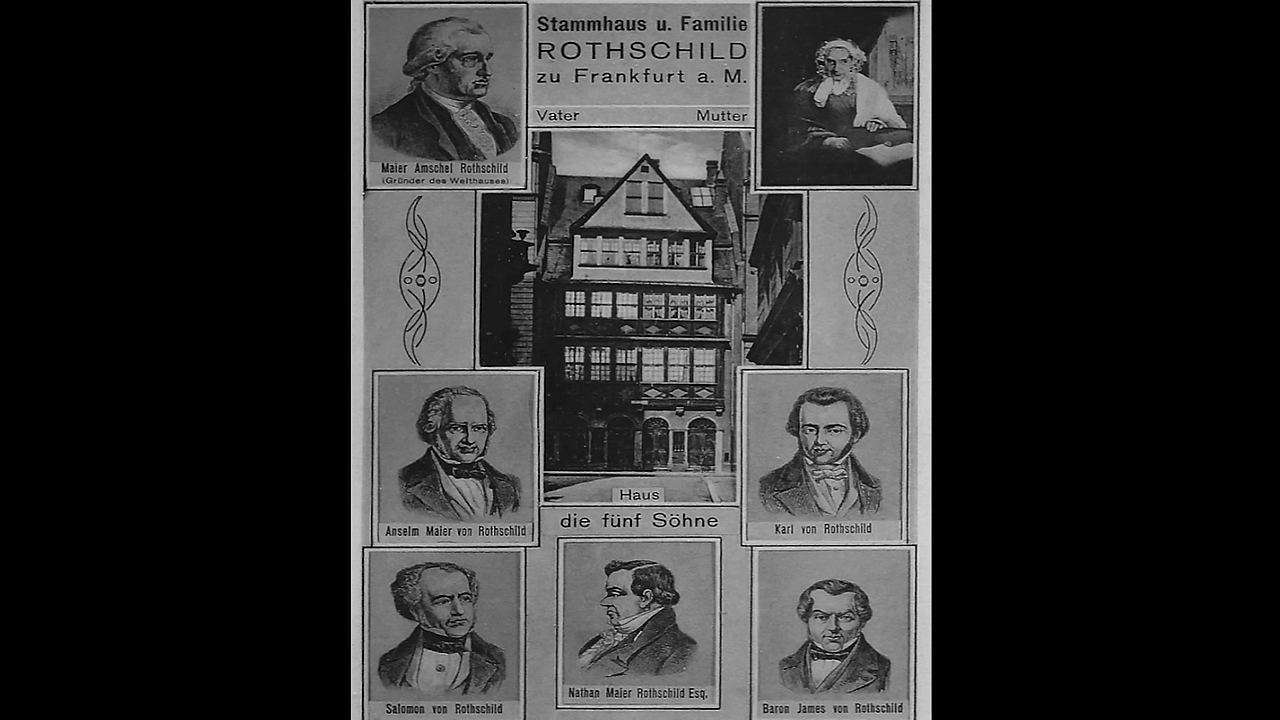 Stammhaus u. Familie
ROTHSCHILD
zu Frankfurt a. M.
Vater Mutter
Maier Amschel Rothschild
(Gründer des Welthauses)
Haus
die fünf Söhne
Anselm Maier von Rothschild
Karl von Rothschild
Salomon von Rothschild
Nathan Maier Rothschild Esq.
Baron James von Rothschild